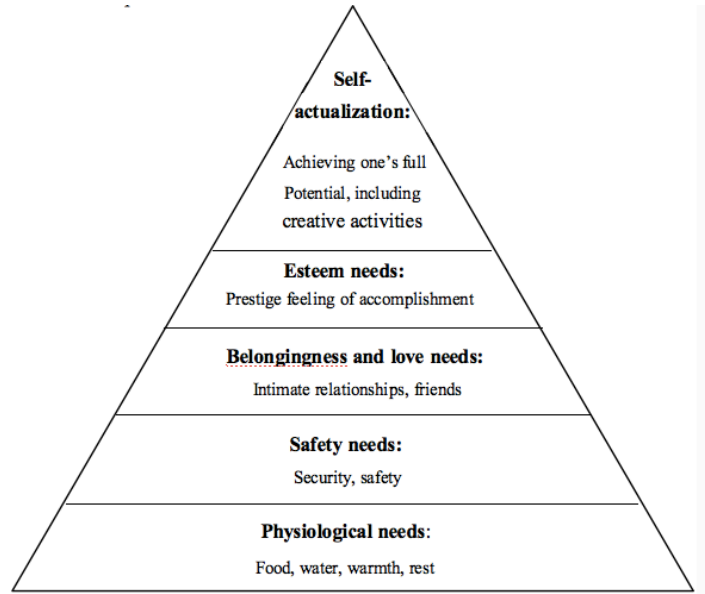 Self-
actualization:
Achieving one's full
Potential, including
creative activities
Esteem needs:
Prestige feeling of accomplishment
Belongingness and love needs:
Intimate relationships, friends
Safety needs:
Security, safety
Physiological needs:
Food, water, warmth, rest